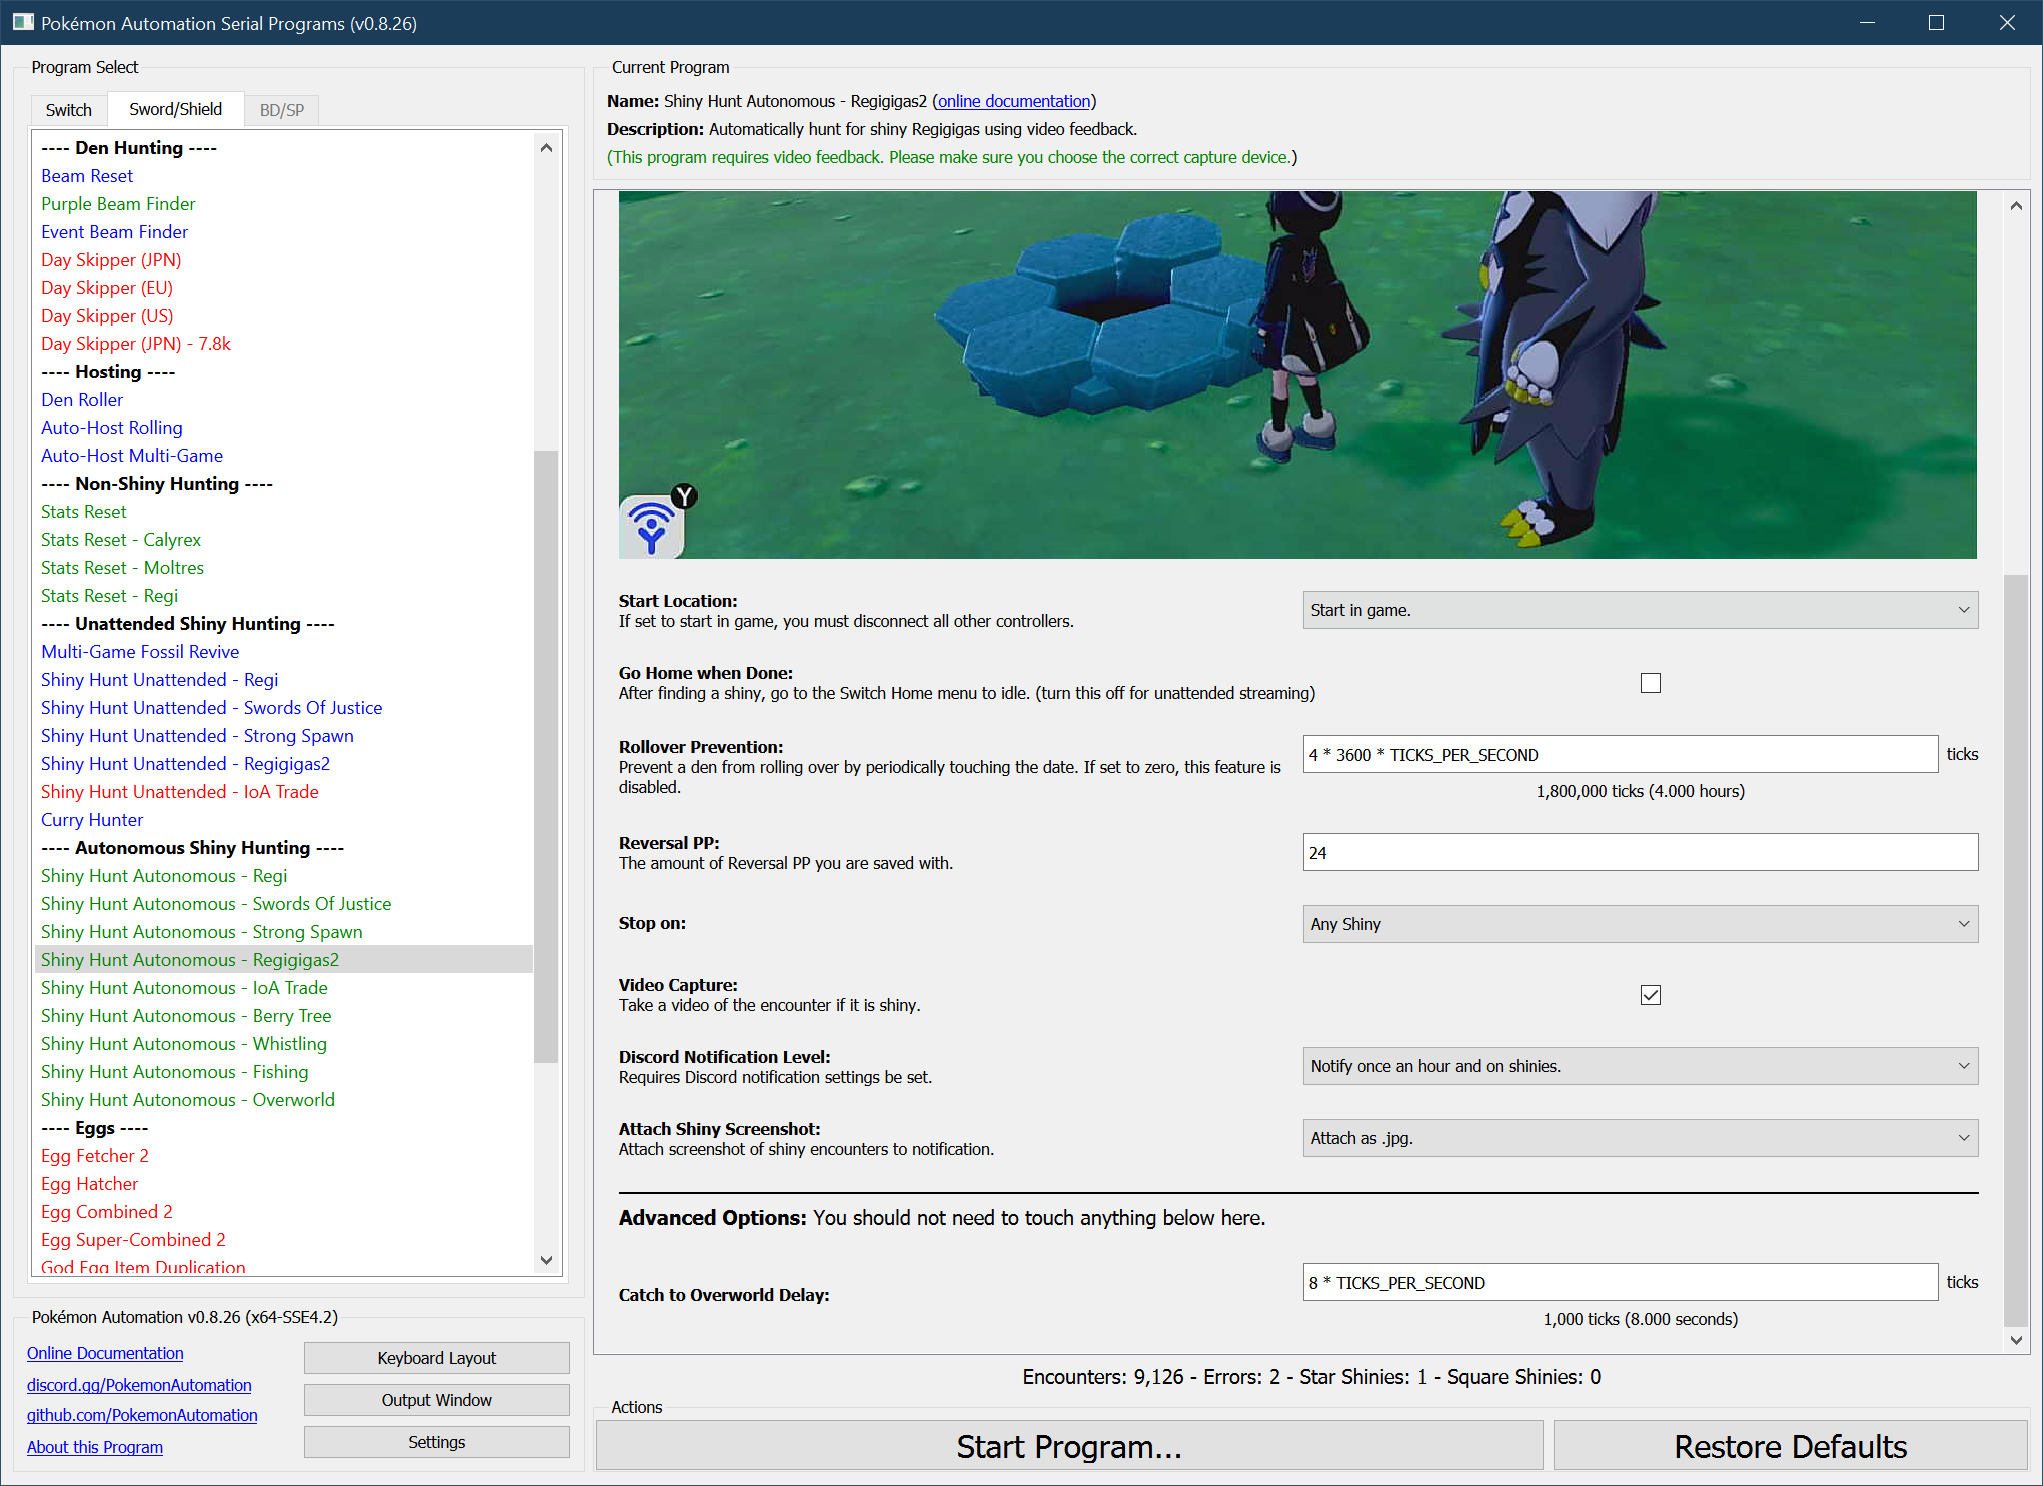 Pokémon Automation Serial Programs (v0.8.26)
Program Select
Switch
Sword/Shield
BD/SP
---- Den Hunting ----
Beam Reset
Purple Beam Finder
Event Beam Finder
Day Skipper (JPN)
Day Skipper (EU)
Day Skipper (US)
Day Skipper (JPN) - 7.8k
---- Hosting ----
Den Roller
Auto-Host Rolling
Auto-Host Multi-Game
---- Non-Shiny Hunting ----
Stats Reset
Stats Reset - Calyrex
Stats Reset - Moltres
Stats Reset - Regi
---- Unattended Shiny Hunting ----
Multi-Game Fossil Revive
Shiny Hunt Unattended - Regi
Shiny Hunt Unattended - Swords Of Justice
Shiny Hunt Unattended - Strong Spawn
Shiny Hunt Unattended - Regigigas2
Shiny Hunt Unattended - IoA Trade
Curry Hunter
---- Autonomous Shiny Hunting ----
Shiny Hunt Autonomous - Regi
Shiny Hunt Autonomous - Swords Of Justice
Shiny Hunt Autonomous - Strong Spawn
Shiny Hunt Autonomous - Regigigas2
Shiny Hunt Autonomous - IoA Trade
Shiny Hunt Autonomous - Berry Tree
Shiny Hunt Autonomous - Whistling
Shiny Hunt Autonomous - Fishing
Shiny Hunt Autonomous - Overworld
---- Eggs ----
Egg Fetcher 2
Egg Hatcher
Egg Combined 2
Egg Super-Combined 2
God Egg Item Duplication
Pokémon Automation v0.8.26 (x64-SSE4.2)
Online Documentation
discord.gg/PokemonAutomation
github.com/PokemonAutomation
About this Program
Keyboard Layout
Output Window
Settings
Current Program
Name: Shiny Hunt Autonomous - Regigigas2 (online documentation)
Description: Automatically hunt for shiny Regigigas using video feedback.
(This program requires video feedback. Please make sure you choose the correct capture device.)
Y
Start Location:
If set to start in game, you must disconnect all other controllers.
Start in game.
Go Home when Done:
After finding a shiny, go to the Switch Home menu to idle. (turn this off for unattended streaming)
Rollover Prevention:
Prevent a den from rolling over by periodically touching the date. If set to zero, this feature is
disabled.
4 * 3600 * TICKS_PER_SECOND
ticks
1,800,000 ticks (4.000 hours)
Reversal PP:
The amount of Reversal PP you are saved with.
24
Stop on:
Any Shiny
Video Capture:
Take a video of the encounter if it is shiny.
Discord Notification Level:
Requires Discord notification settings be set.
Notify once an hour and on shinies.
Attach Shiny Screenshot:
Attach screenshot of shiny encounters to notification.
Attach as .jpg.
Advanced Options: You should not need to touch anything below here.
Catch to Overworld Delay:
8 * TICKS_PER_SECOND
ticks
1,000 ticks (8.000 seconds)
Encounters: 9,126 - Errors: 2 - Star Shinies: 1 - Square Shinies: 0
Actions
Start Program...
Restore Defaults